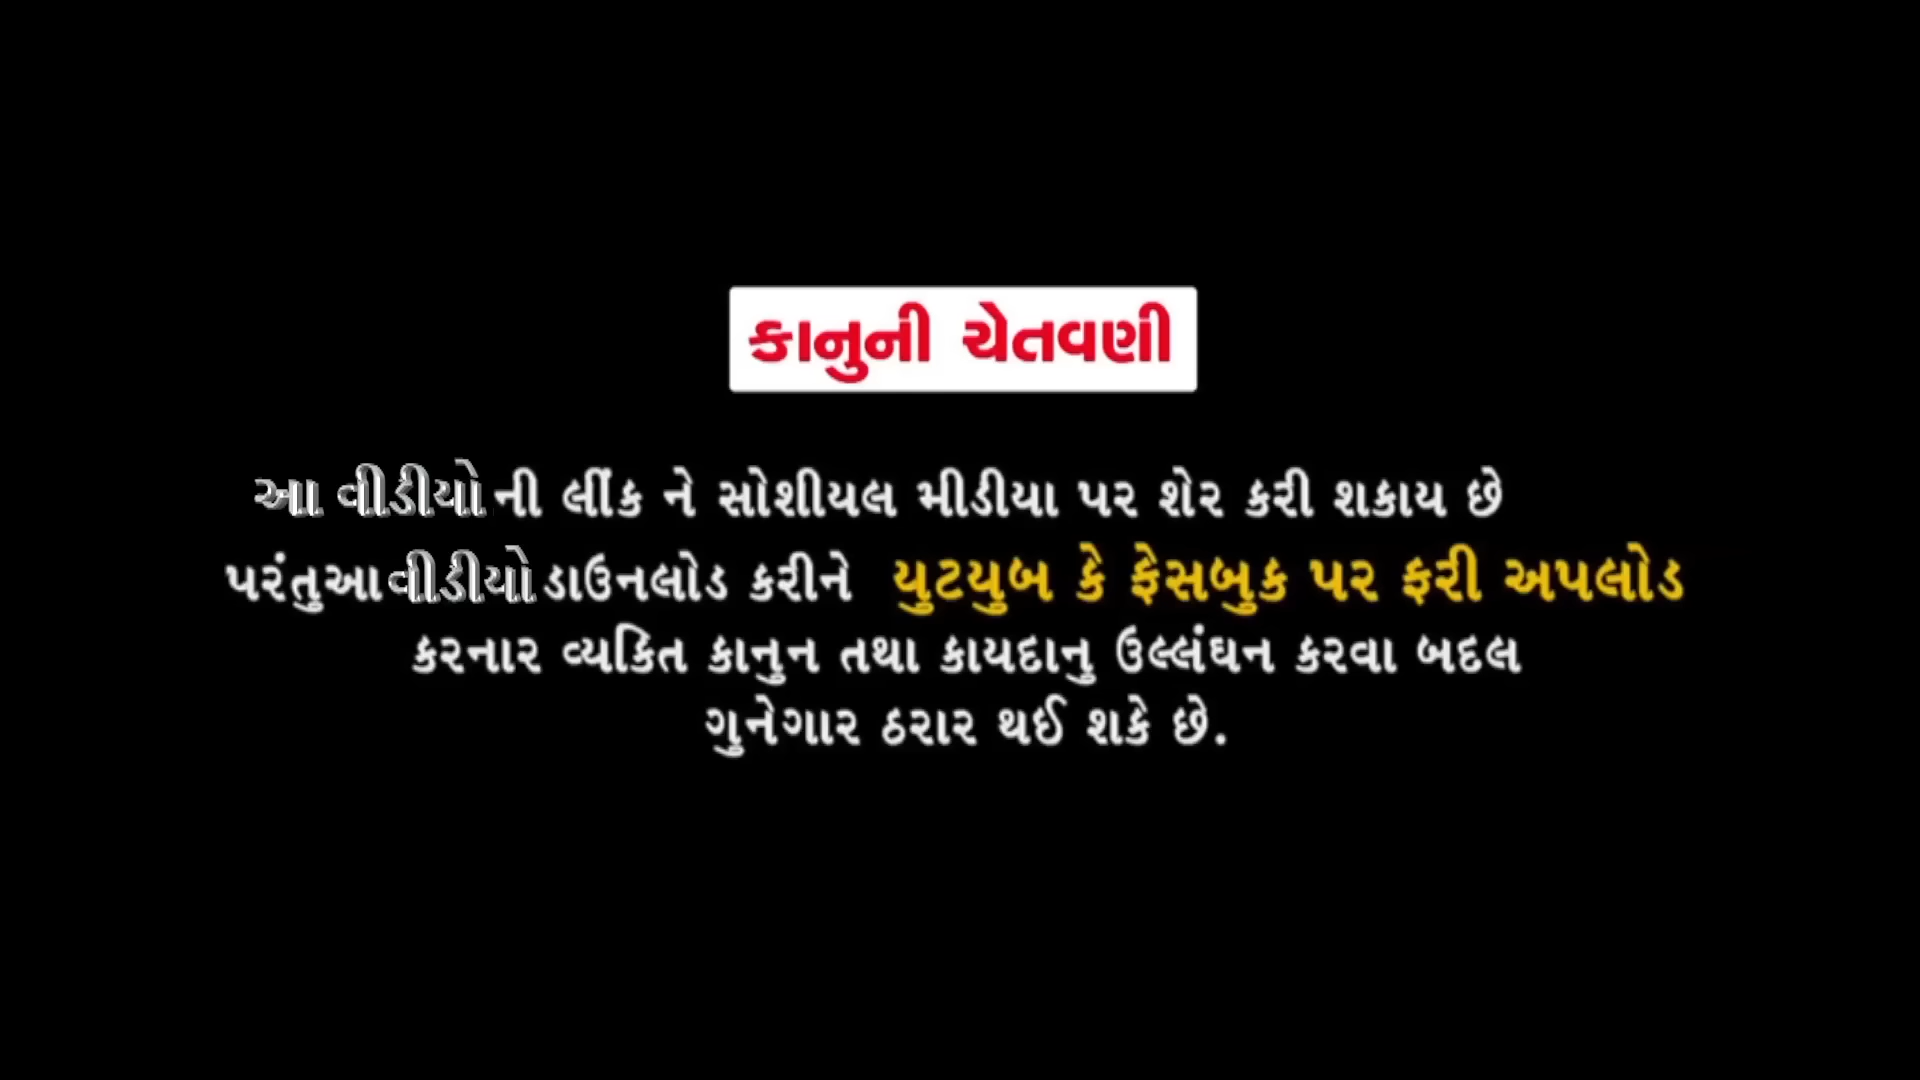 કાનુની ચેતવણી
આ વીડીયો ની લીંક ને સોશીયલ મીડીયા પર શેર કરી શકાય છે
પરંતુઆ વીડીયો ડાઉનલોડ કરીને યુટયુબ કે ફેસબુક પર ફરી અપલોડ
કરનાર વ્યકિત કાનુન તથા કાયદાનુ ઉલ્લંઘન કરવા બદલ
ગુનેગાર ઠરાર થઈ શકે છે.